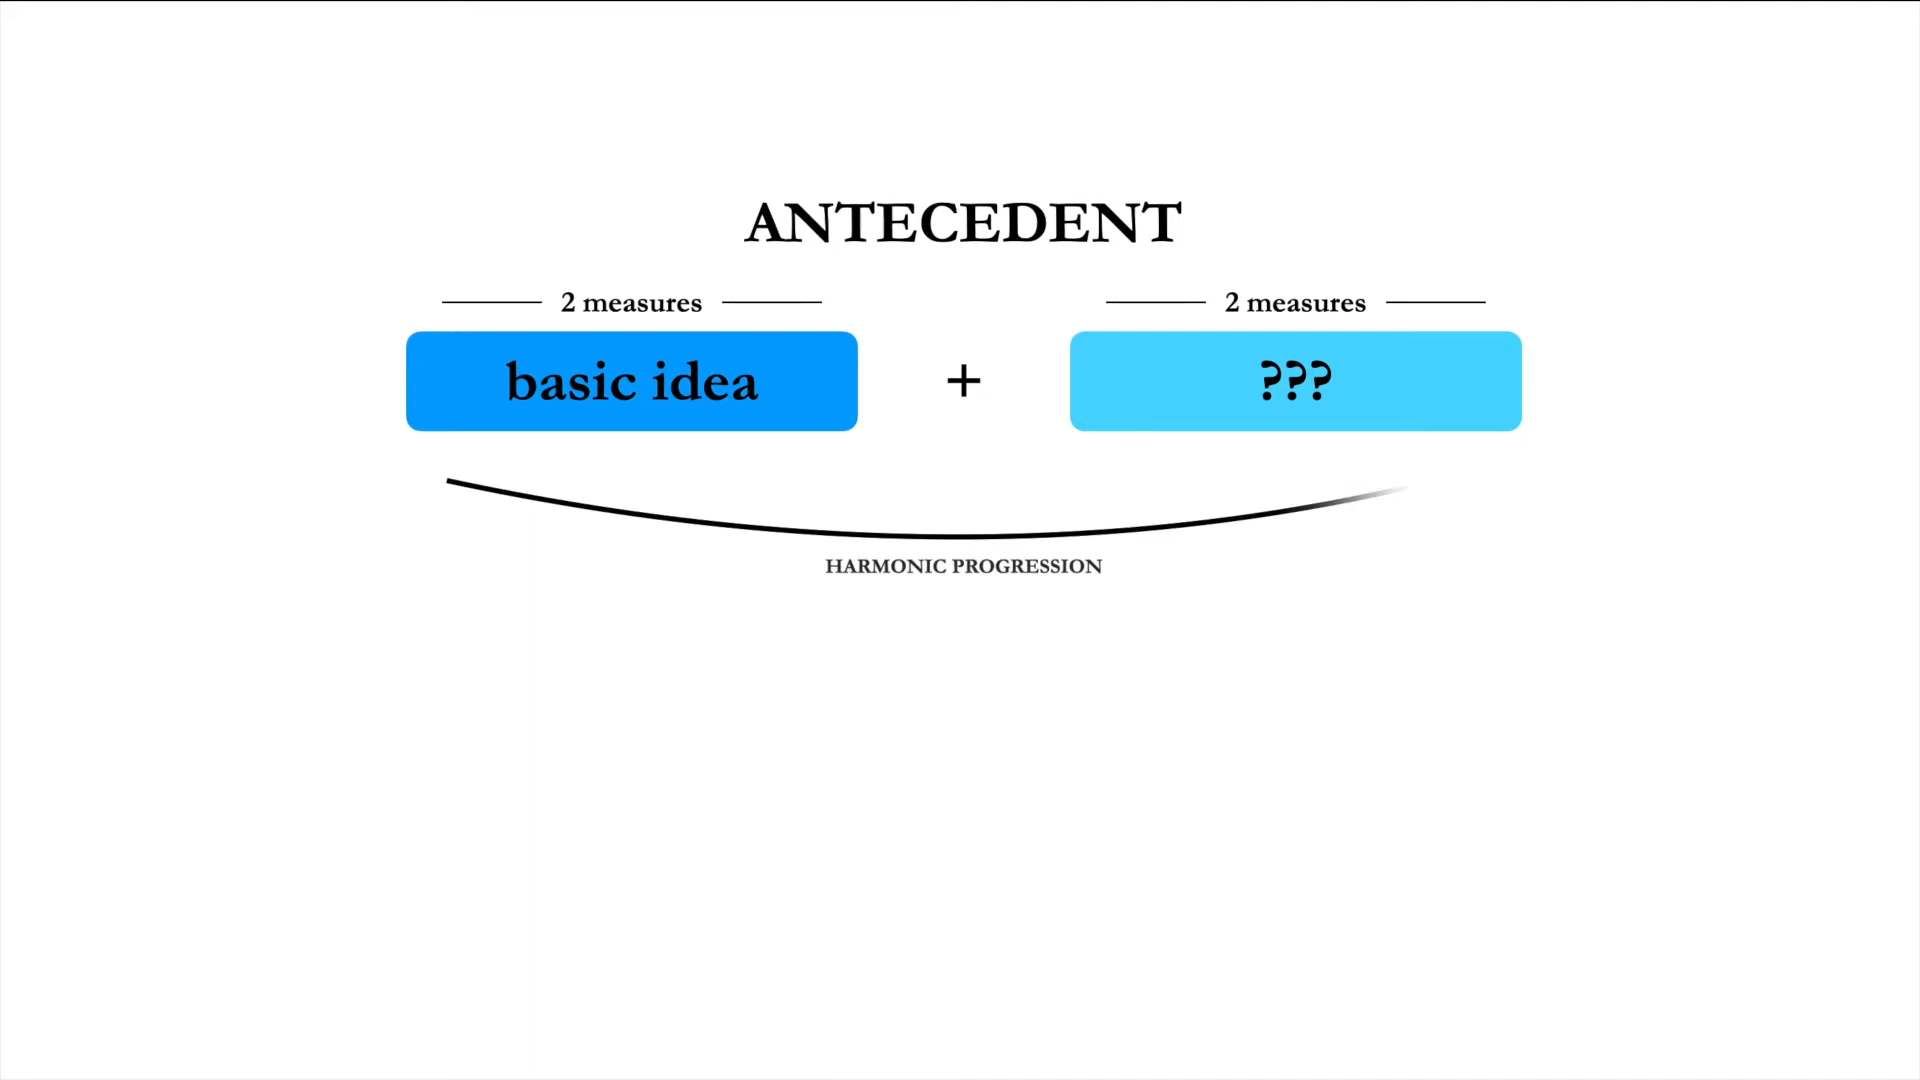 ANTECEDENT
2 measures
2 measures
basic idea
+
???
HARMONIC PROGRESSION